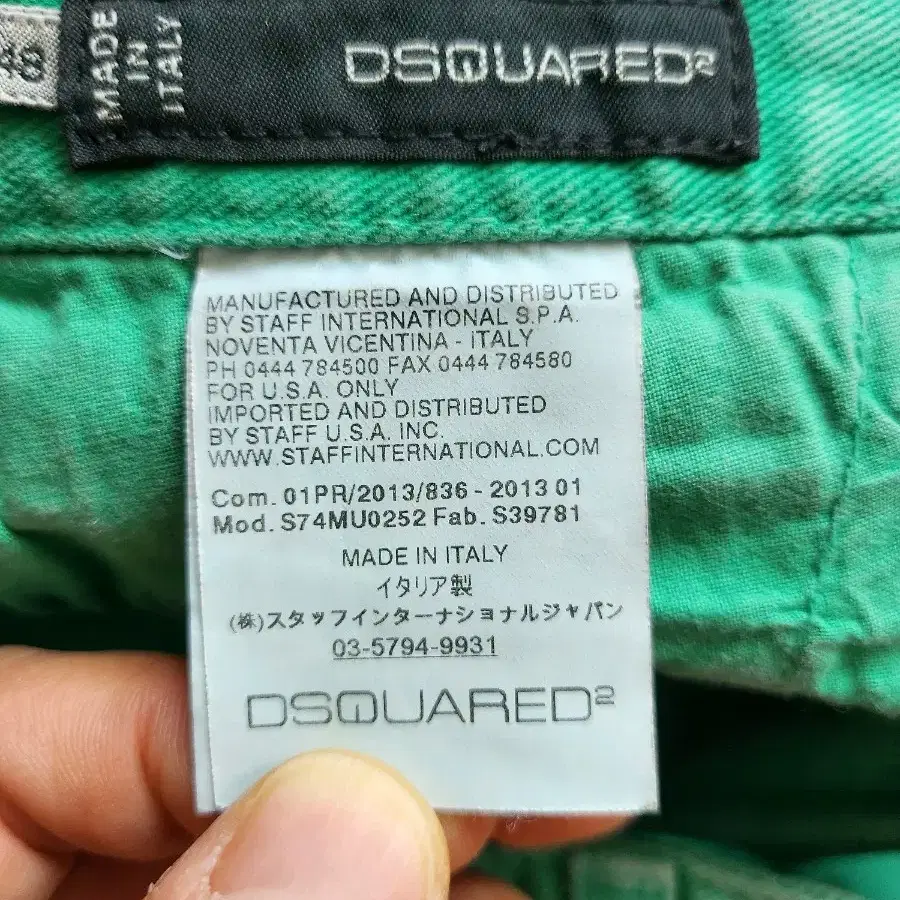 48
MADE
IN
ITALY
DSQUARED²
MANUFACTURED AND DISTRIBUTED
BY STAFF INTERNATIONAL S.P.A.
NOVENTA VICENTINA - ITALY
PH 0444 784500 FAX 0444 784580
FOR U.S.A. ONLY
IMPORTED AND DISTRIBUTED
BY STAFF U.S.A. INC.
WWW.STAFFINTERNATIONAL.COM
Com. 01PR/2013/836 - 2013 01
Mod. S74MU0252 Fab. S39781
MADE IN ITALY
イタリア製
(株)スタッフインターナショナルジャパン
03-5794-9931
DSQUARED²